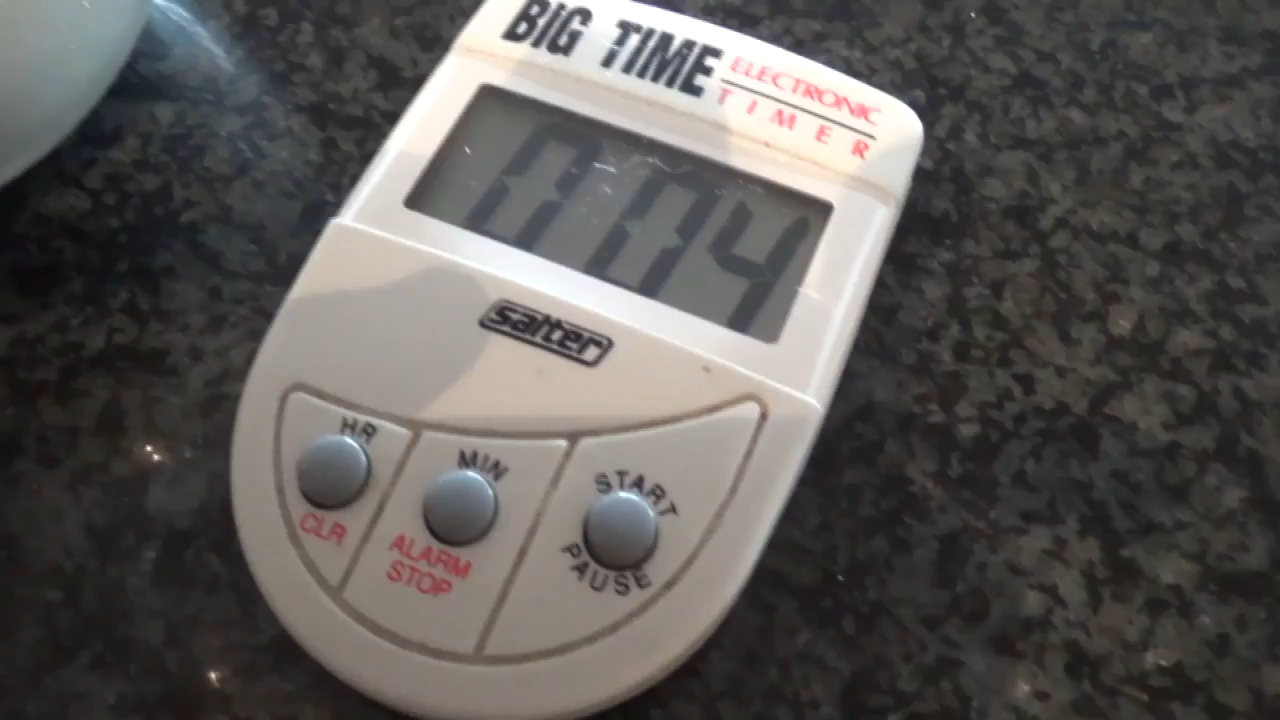 BIG TIME
ELECTRONIC
TIMER
0 04
salter
HR
CLR
MIN
ALARM
STOP
START
PAUSE